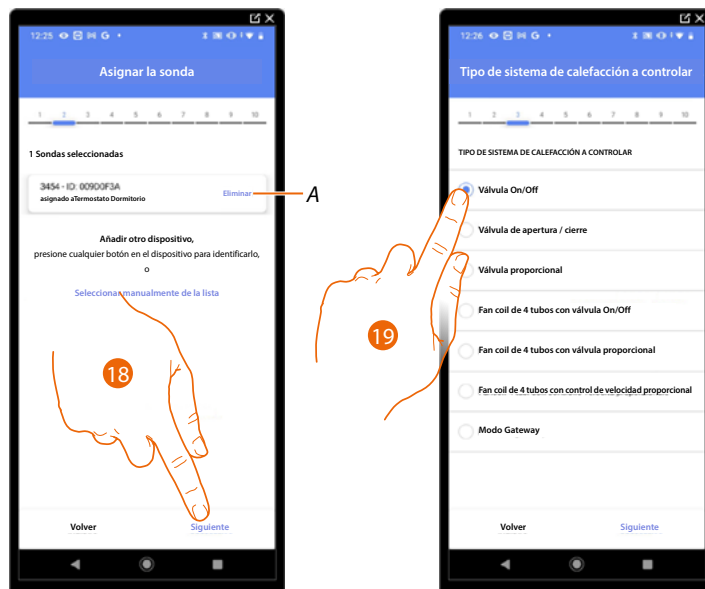 12:25 G
Asignar la sonda
1 2 3 4 5 6 7 8 9 10
1 Sondas seleccionadas
3454 - ID: 00900F3A
asignado aTermostato Dormitorio
Eliminar
A
Añadir otro dispositivo,
presione cualquier botón en el dispositivo para identificarlo,
o
Seleccionar manualmente de la lista
18
Volver
Siguiente
12:26 G
Tipo de sistema de calefacción a controlar
1 2 3 4 5 6 7 8 9 10
TIPO DE SISTEMA DE CALEFACCIÓN A CONTROLAR
Válvula On/Off
Válvula de apertura / cierre
Válvula proporcional
Fan coil de 4 tubos con válvula On/Off
19
Fan coil de 4 tubos con válvula proporcional
Fan coil de 4 tubos con control de velocidad proporcional
Modo Gateway
Volver
Siguiente